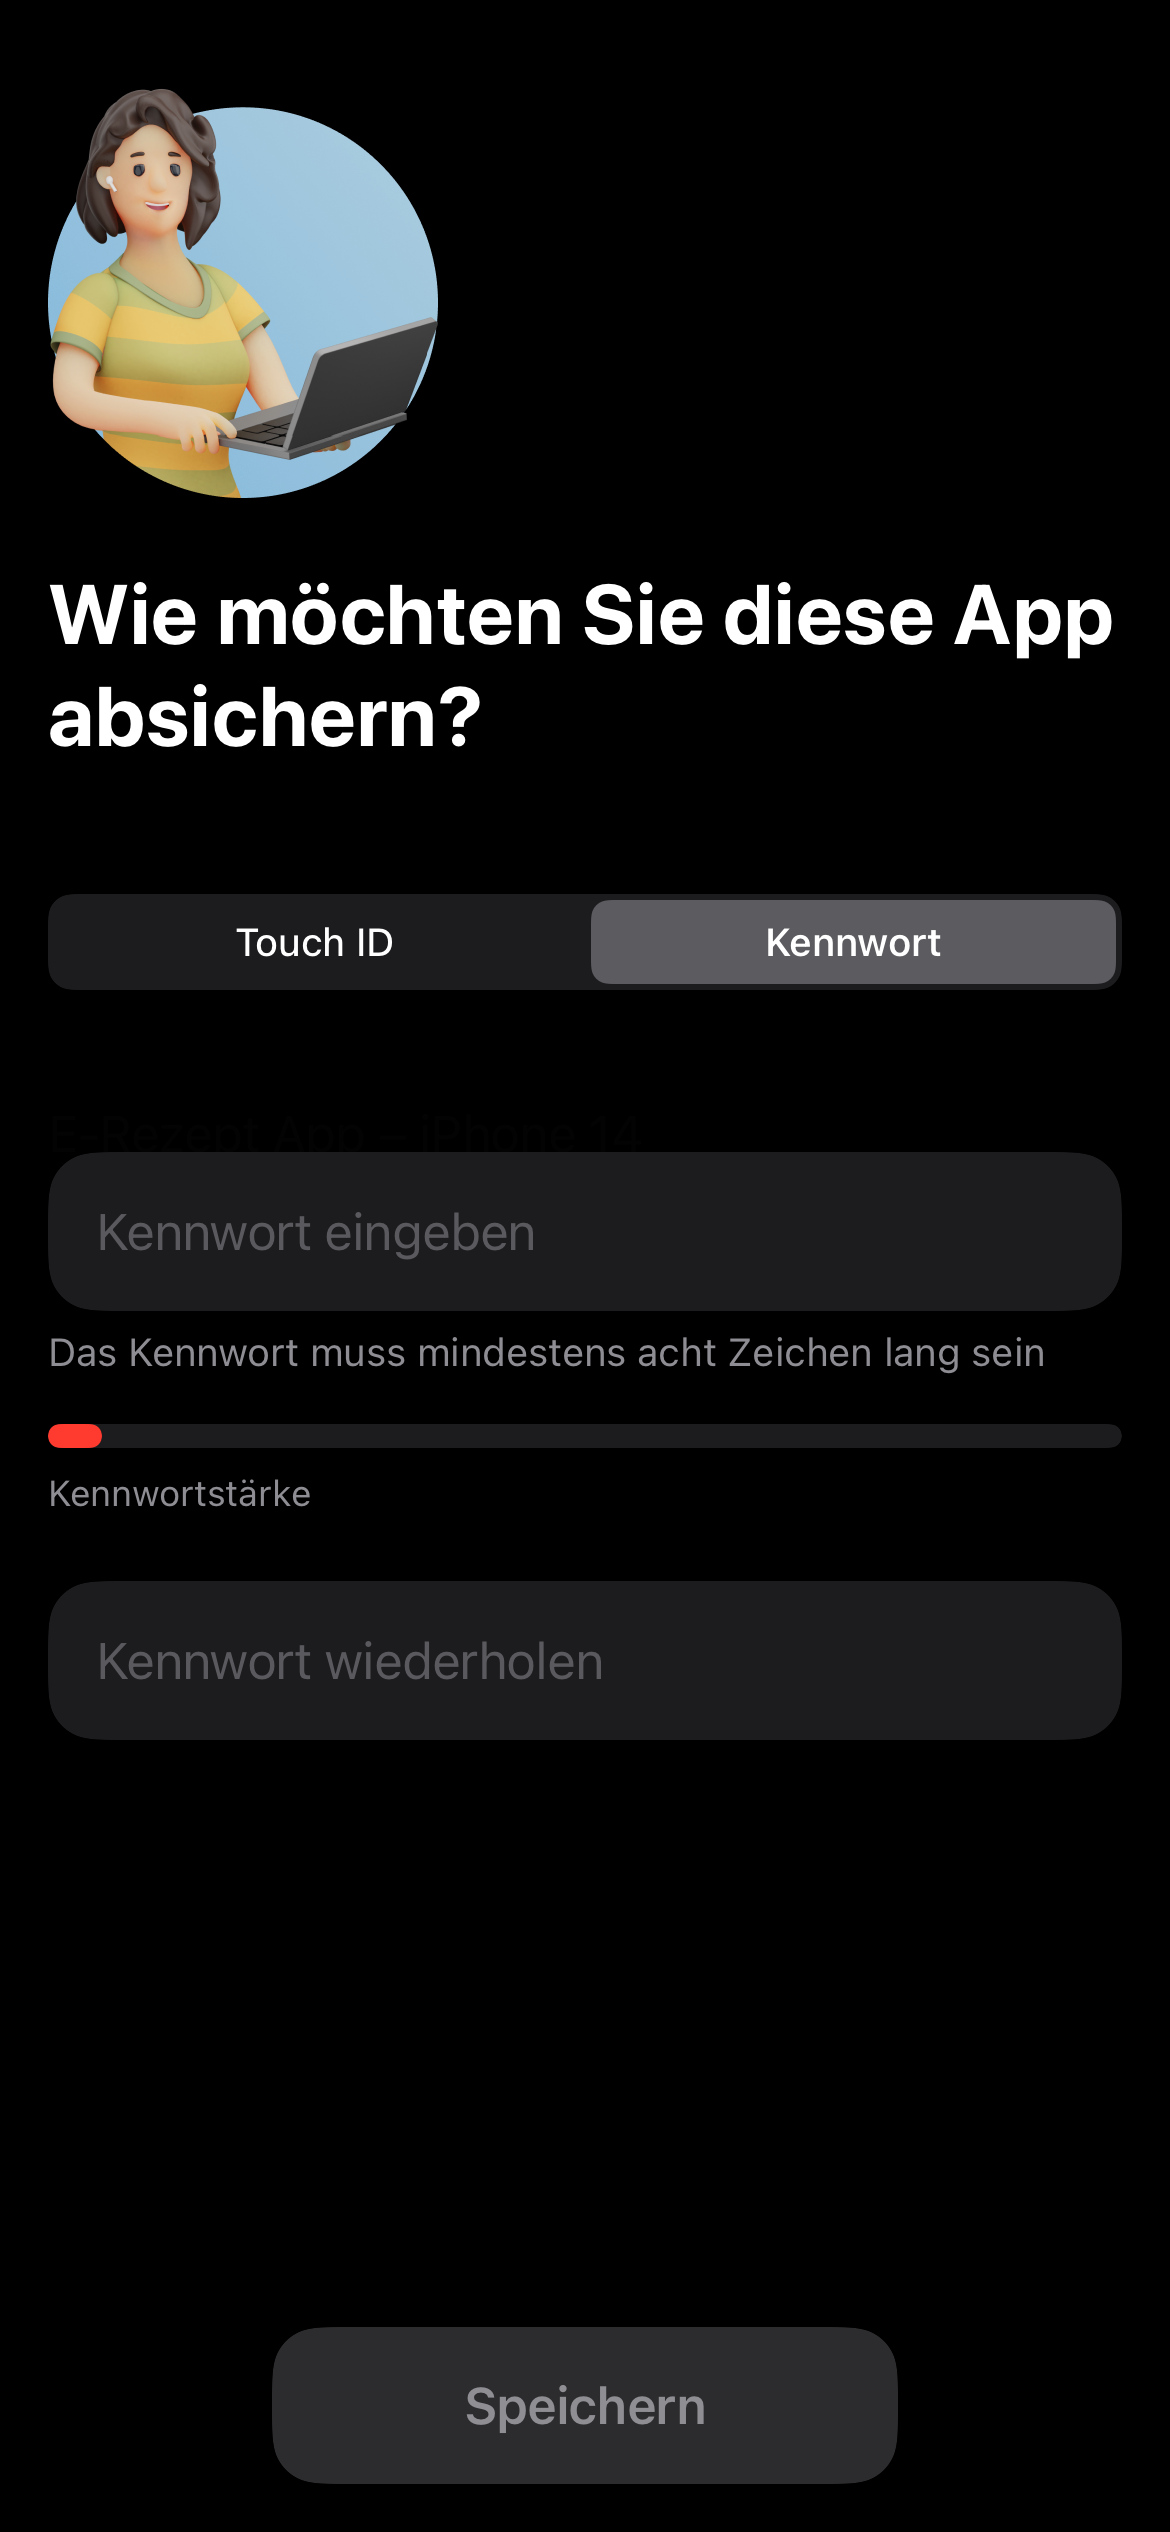 Wie möchten Sie diese App
absichern?
Touch ID
Kennwort
E-Rezept App – iPhone 14
Kennwort eingeben
Das Kennwort muss mindestens acht Zeichen lang sein
Kennwortstärke
Kennwort wiederholen
Speichern